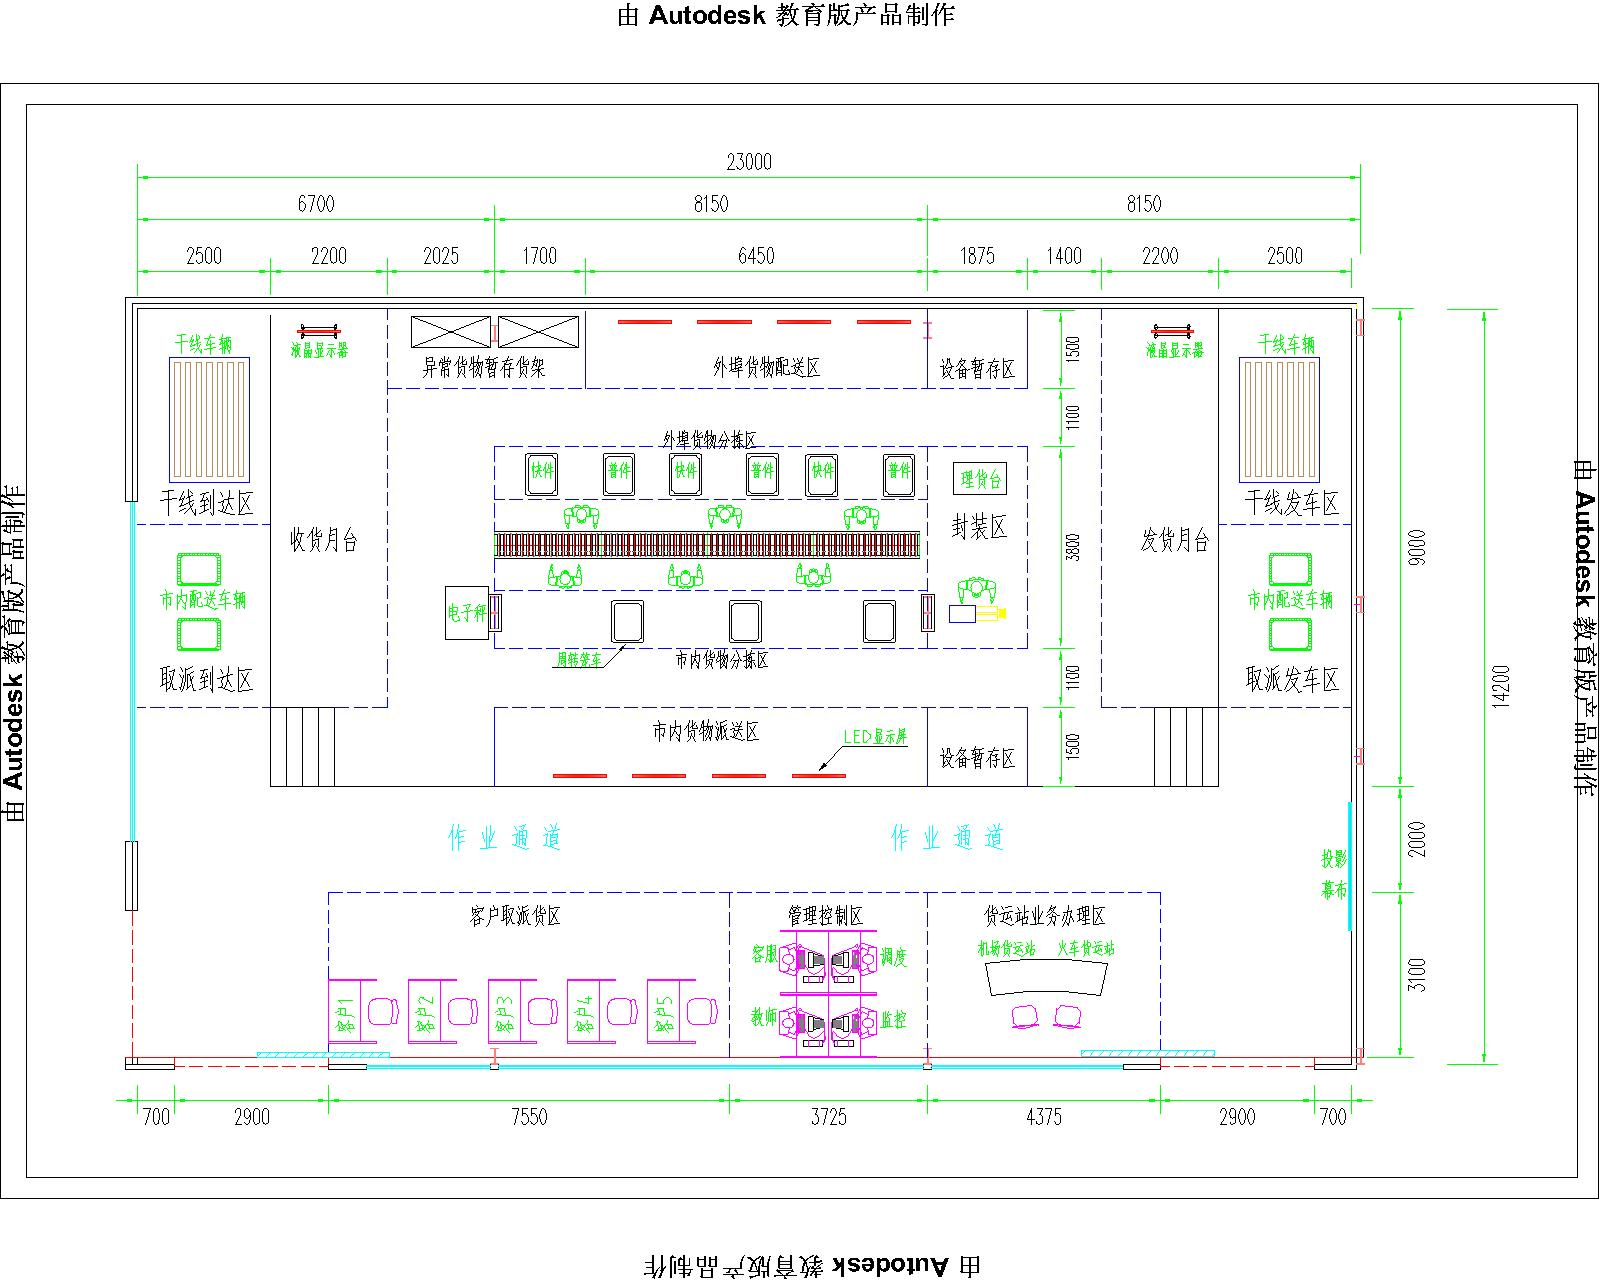 由 Autodesk 教育版产品制作
23000
6700 8150 8150
2500 2200 2025 1700 6450 1875 1400 2200 2500
干线车辆
液晶显示器
异常货物暂存货架
外埠货物配送区
设备暂存区
液晶显示器
干线车辆
1500
1100
外埠货物分拣区
快件 普件 快件 普件 快件 普件
理货台
封装区
干线到达区
收货月台
发货月台
干线发车区
3800
9000
14200
市内配送车辆
取派到达区
电子秤
周转笼车
市内货物分拣区
市内配送车辆
取派发车区
1100
市内货物派送区
LED显示屏
设备暂存区
1500
作业通道
作业通道
投影
幕布
2000
客户取派货区
管理控制区
货运站业务办理区
客服 调度
机场货运站 火车货运站
教师 监控
客户1 客户2 客户3 客户4 客户5
3100
700 2900 7550 3725 4375 2900 700
由 Autodesk 教育版产品制作
由 Autodesk 教育版产品制作
由 Autodesk 教育版产品制作